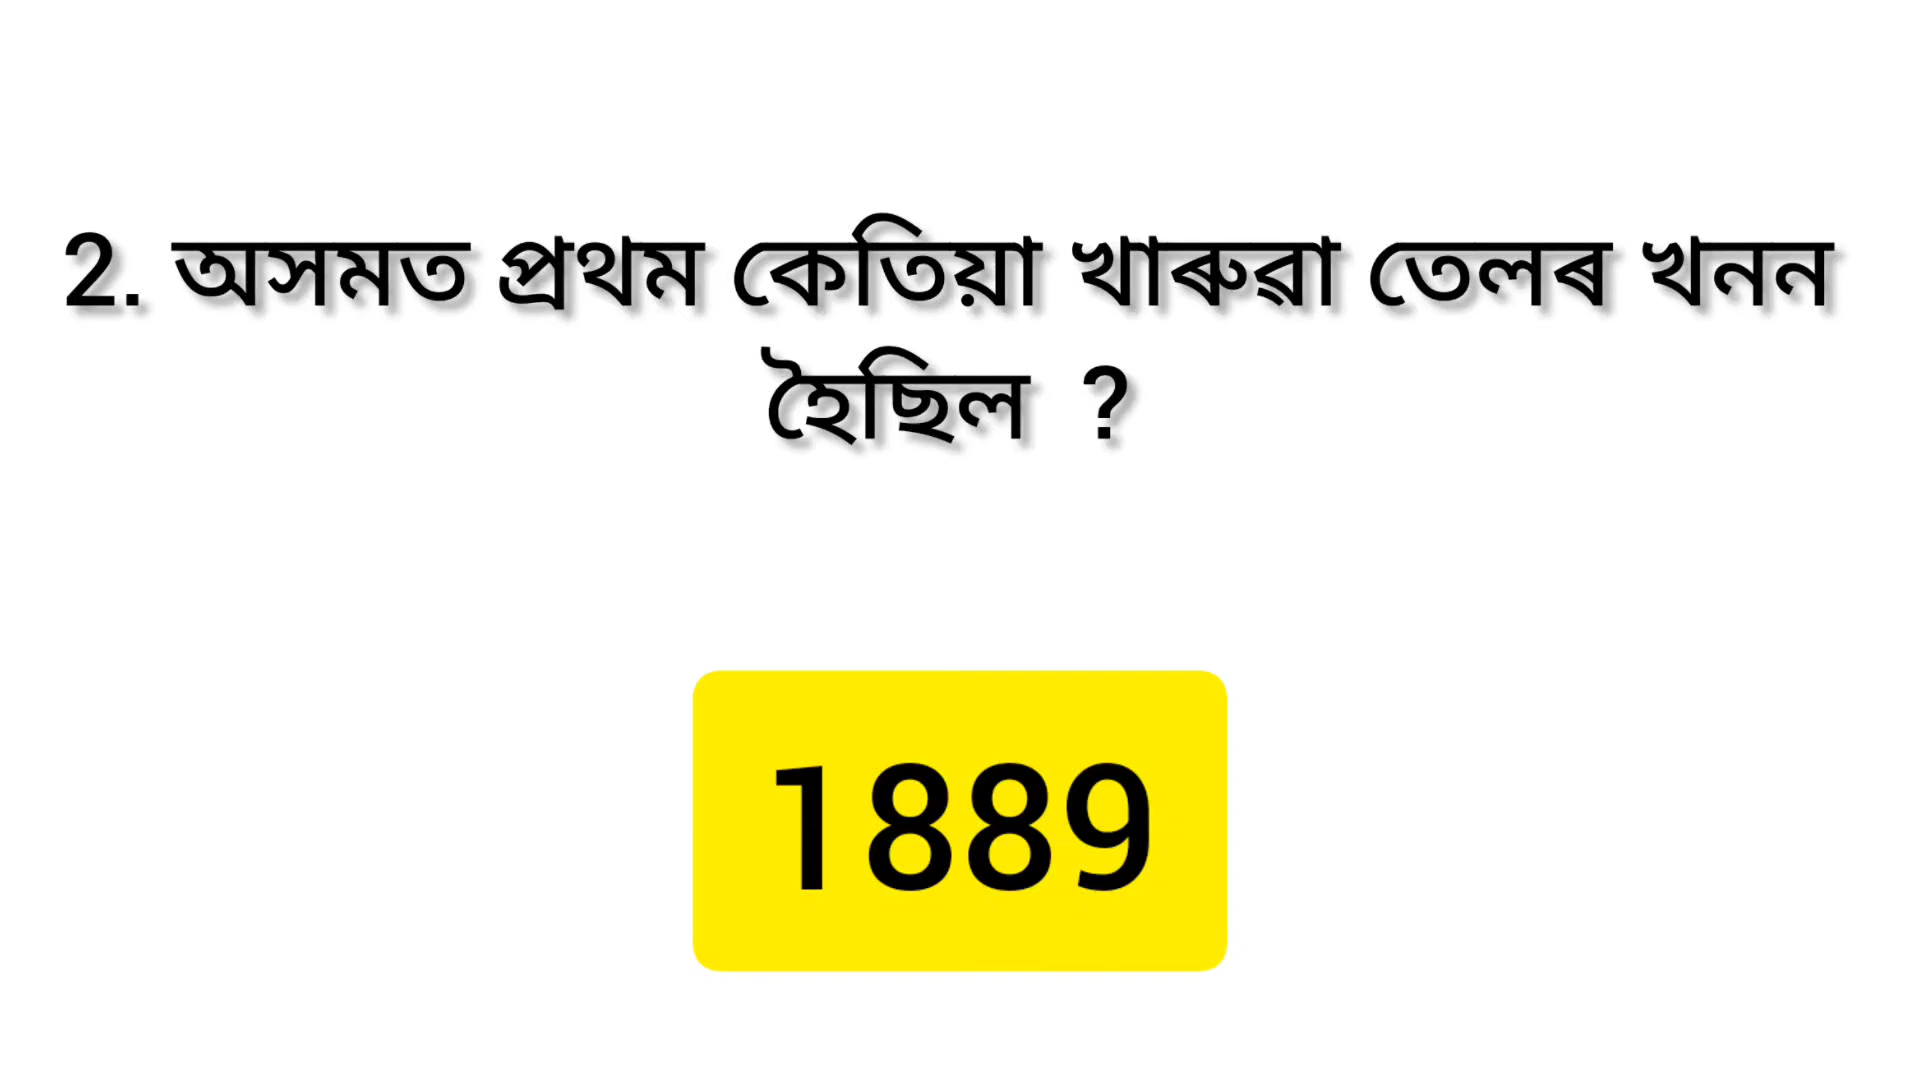 2. অসমত প্ৰথম কেতিয়া খাৰুৱা তেলৰ খনন
হৈছিল ?
1889